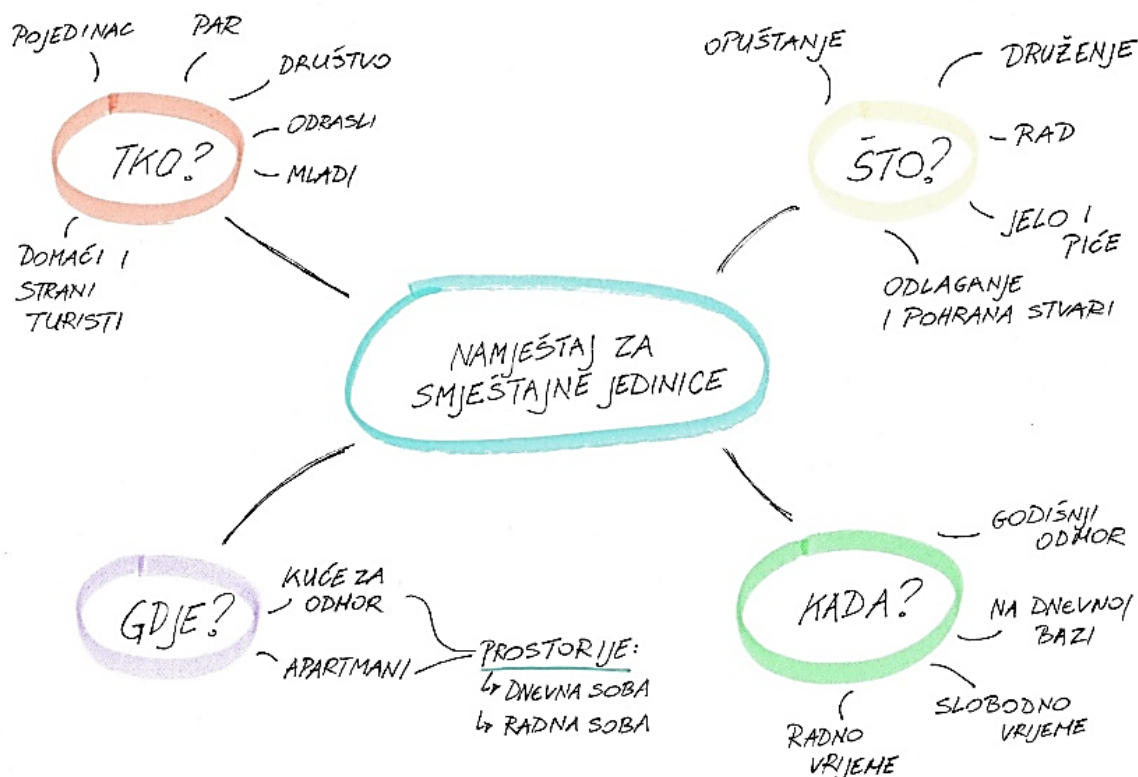 POJEDINAC
PAR
DRUŠTVO
ODRASLI
MLADI
TKO?
DOMAĆI I
STRANI
TURISTI
OPUŠTANJE
DRUŽENJE
RAD
ŠTO?
JELO I
PIĆE
ODLAGANJE
I POHRANA STVARI
NAMJEŠTAJ ZA
SMJEŠTAJNE JEDINICE
GDJE?
KUĆE ZA
ODMOR
APARTMANI
PROSTORIJE:
↳ DNEVNA SOBA
↳ RADNA SOBA
KADA?
GODIŠNJI
ODMOR
NA DNEVNOJ
BAZI
SLOBODNO
VRIJEME
RADNO
VRIJEME